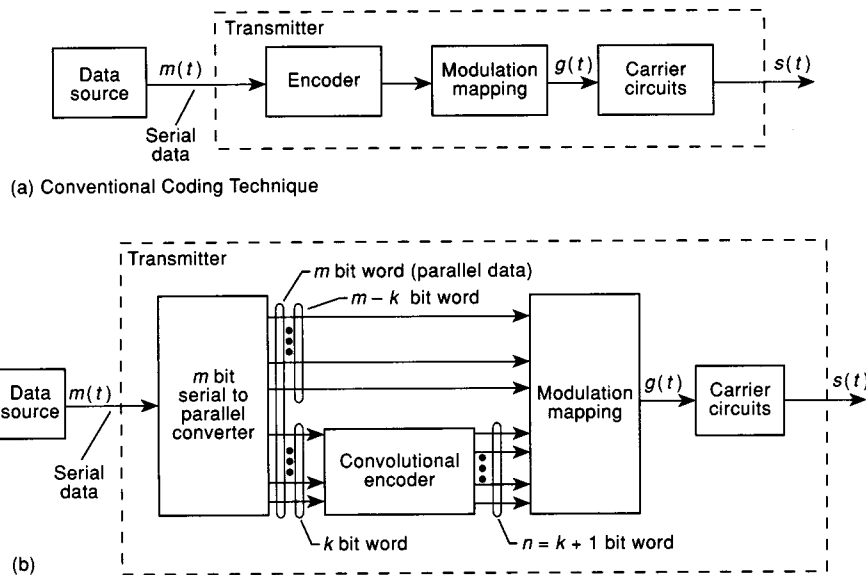 Transmitter
Data
source
m(t)
Serial
data
Encoder
Modulation
mapping
g(t)
Carrier
circuits
s(t)
(a) Conventional Coding Technique
Transmitter
m bit word (parallel data)
m – k bit word
Data
source
m(t)
Serial
data
m bit
serial to
parallel
converter
Convolutional
encoder
k bit word
n = k + 1 bit word
Modulation
mapping
g(t)
Carrier
circuits
s(t)
(b)